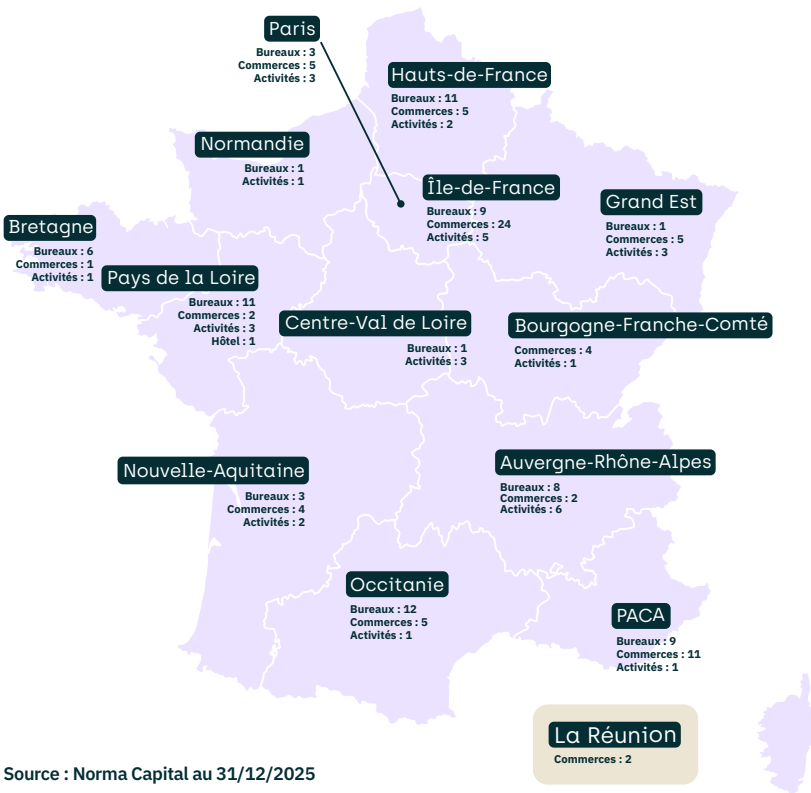 Paris
Bureaux : 3
Commerces : 5
Activités : 3
Hauts-de-France
Bureaux : 11
Commerces : 5
Activités : 2
Normandie
Bureaux : 1
Activités : 1
Île-de-France
Bureaux : 9
Commerces : 24
Activités : 5
Grand Est
Bureaux : 1
Commerces : 5
Activités : 3
Bretagne
Bureaux : 6
Commerces : 1
Activités : 1
Pays de la Loire
Bureaux : 11
Commerces : 2
Activités : 3
Hôtel : 1
Centre-Val de Loire
Bureaux : 1
Activités : 3
Bourgogne-Franche-Comté
Commerces : 4
Activités : 1
Nouvelle-Aquitaine
Bureaux : 3
Commerces : 4
Activités : 2
Auvergne-Rhône-Alpes
Bureaux : 8
Commerces : 2
Activités : 6
Occitanie
Bureaux : 12
Commerces : 5
Activités : 1
PACA
Bureaux : 9
Commerces : 11
Activités : 1
La Réunion
Commerces : 2
Source : Norma Capital au 31/12/2025